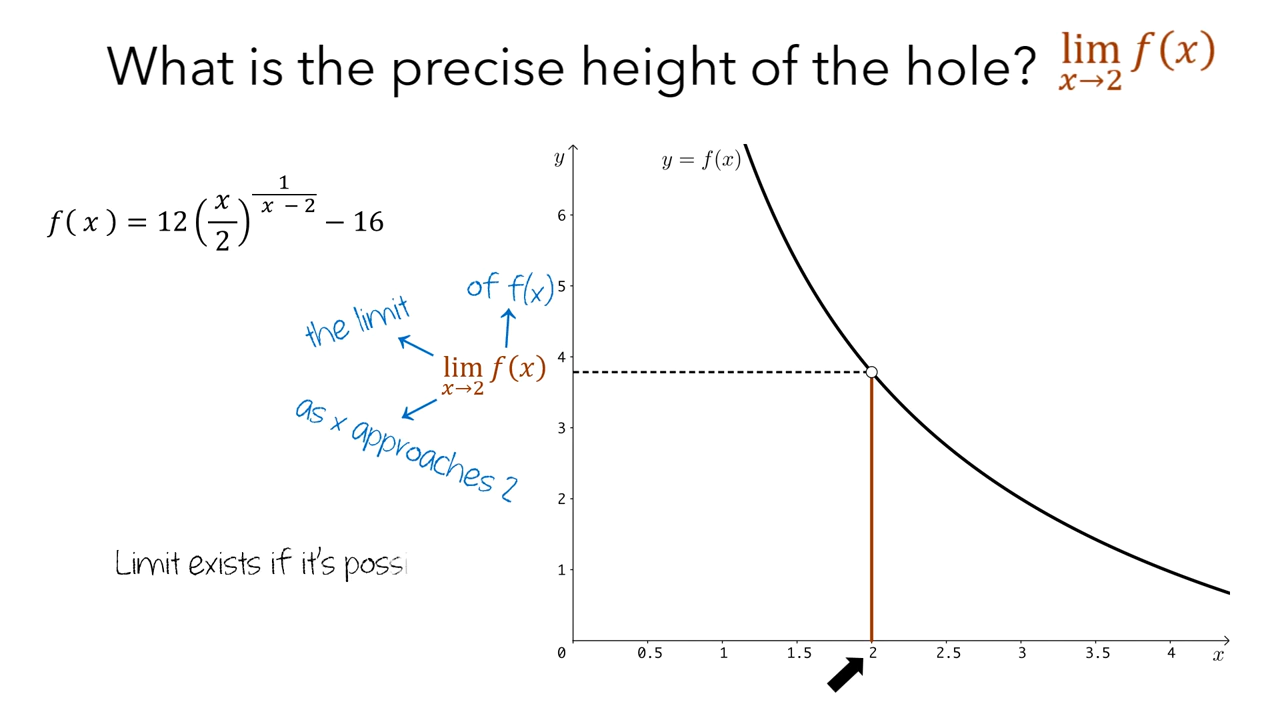 What is the precise height of the hole? lim x→2 f(x)
y
y = f(x)
f( x ) = 12 (x/2)^(1/(x − 2)) − 16
of f(x)
the limit
lim x→2 f(x)
as x approaches 2
Limit exists if it's possi
6
5
4
3
2
1
0 0.5 1 1.5 2 2.5 3 3.5 4 x